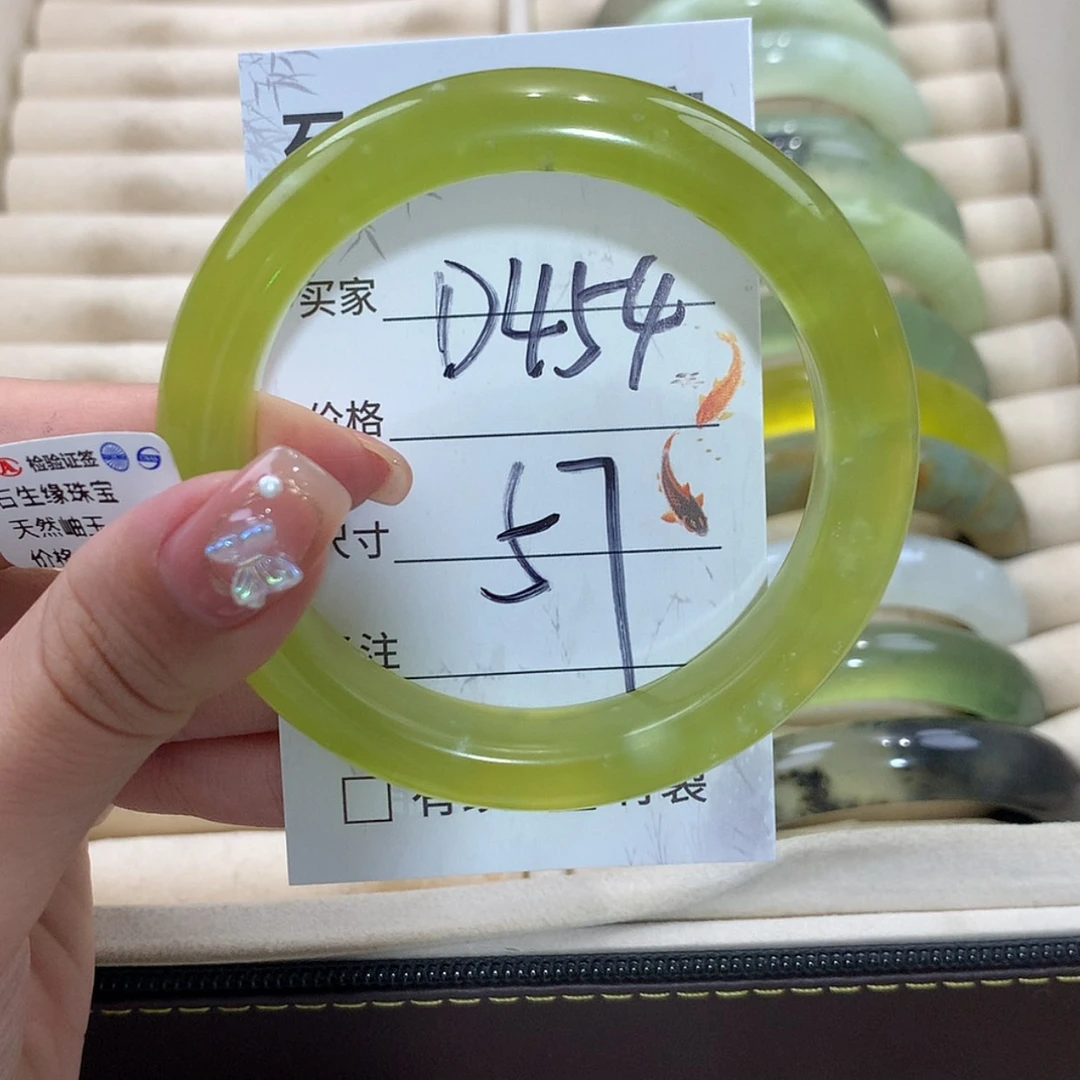 买家 D454
价格
尺寸 57
注
检验证签
石生缘珠宝
天然岫玉
价格